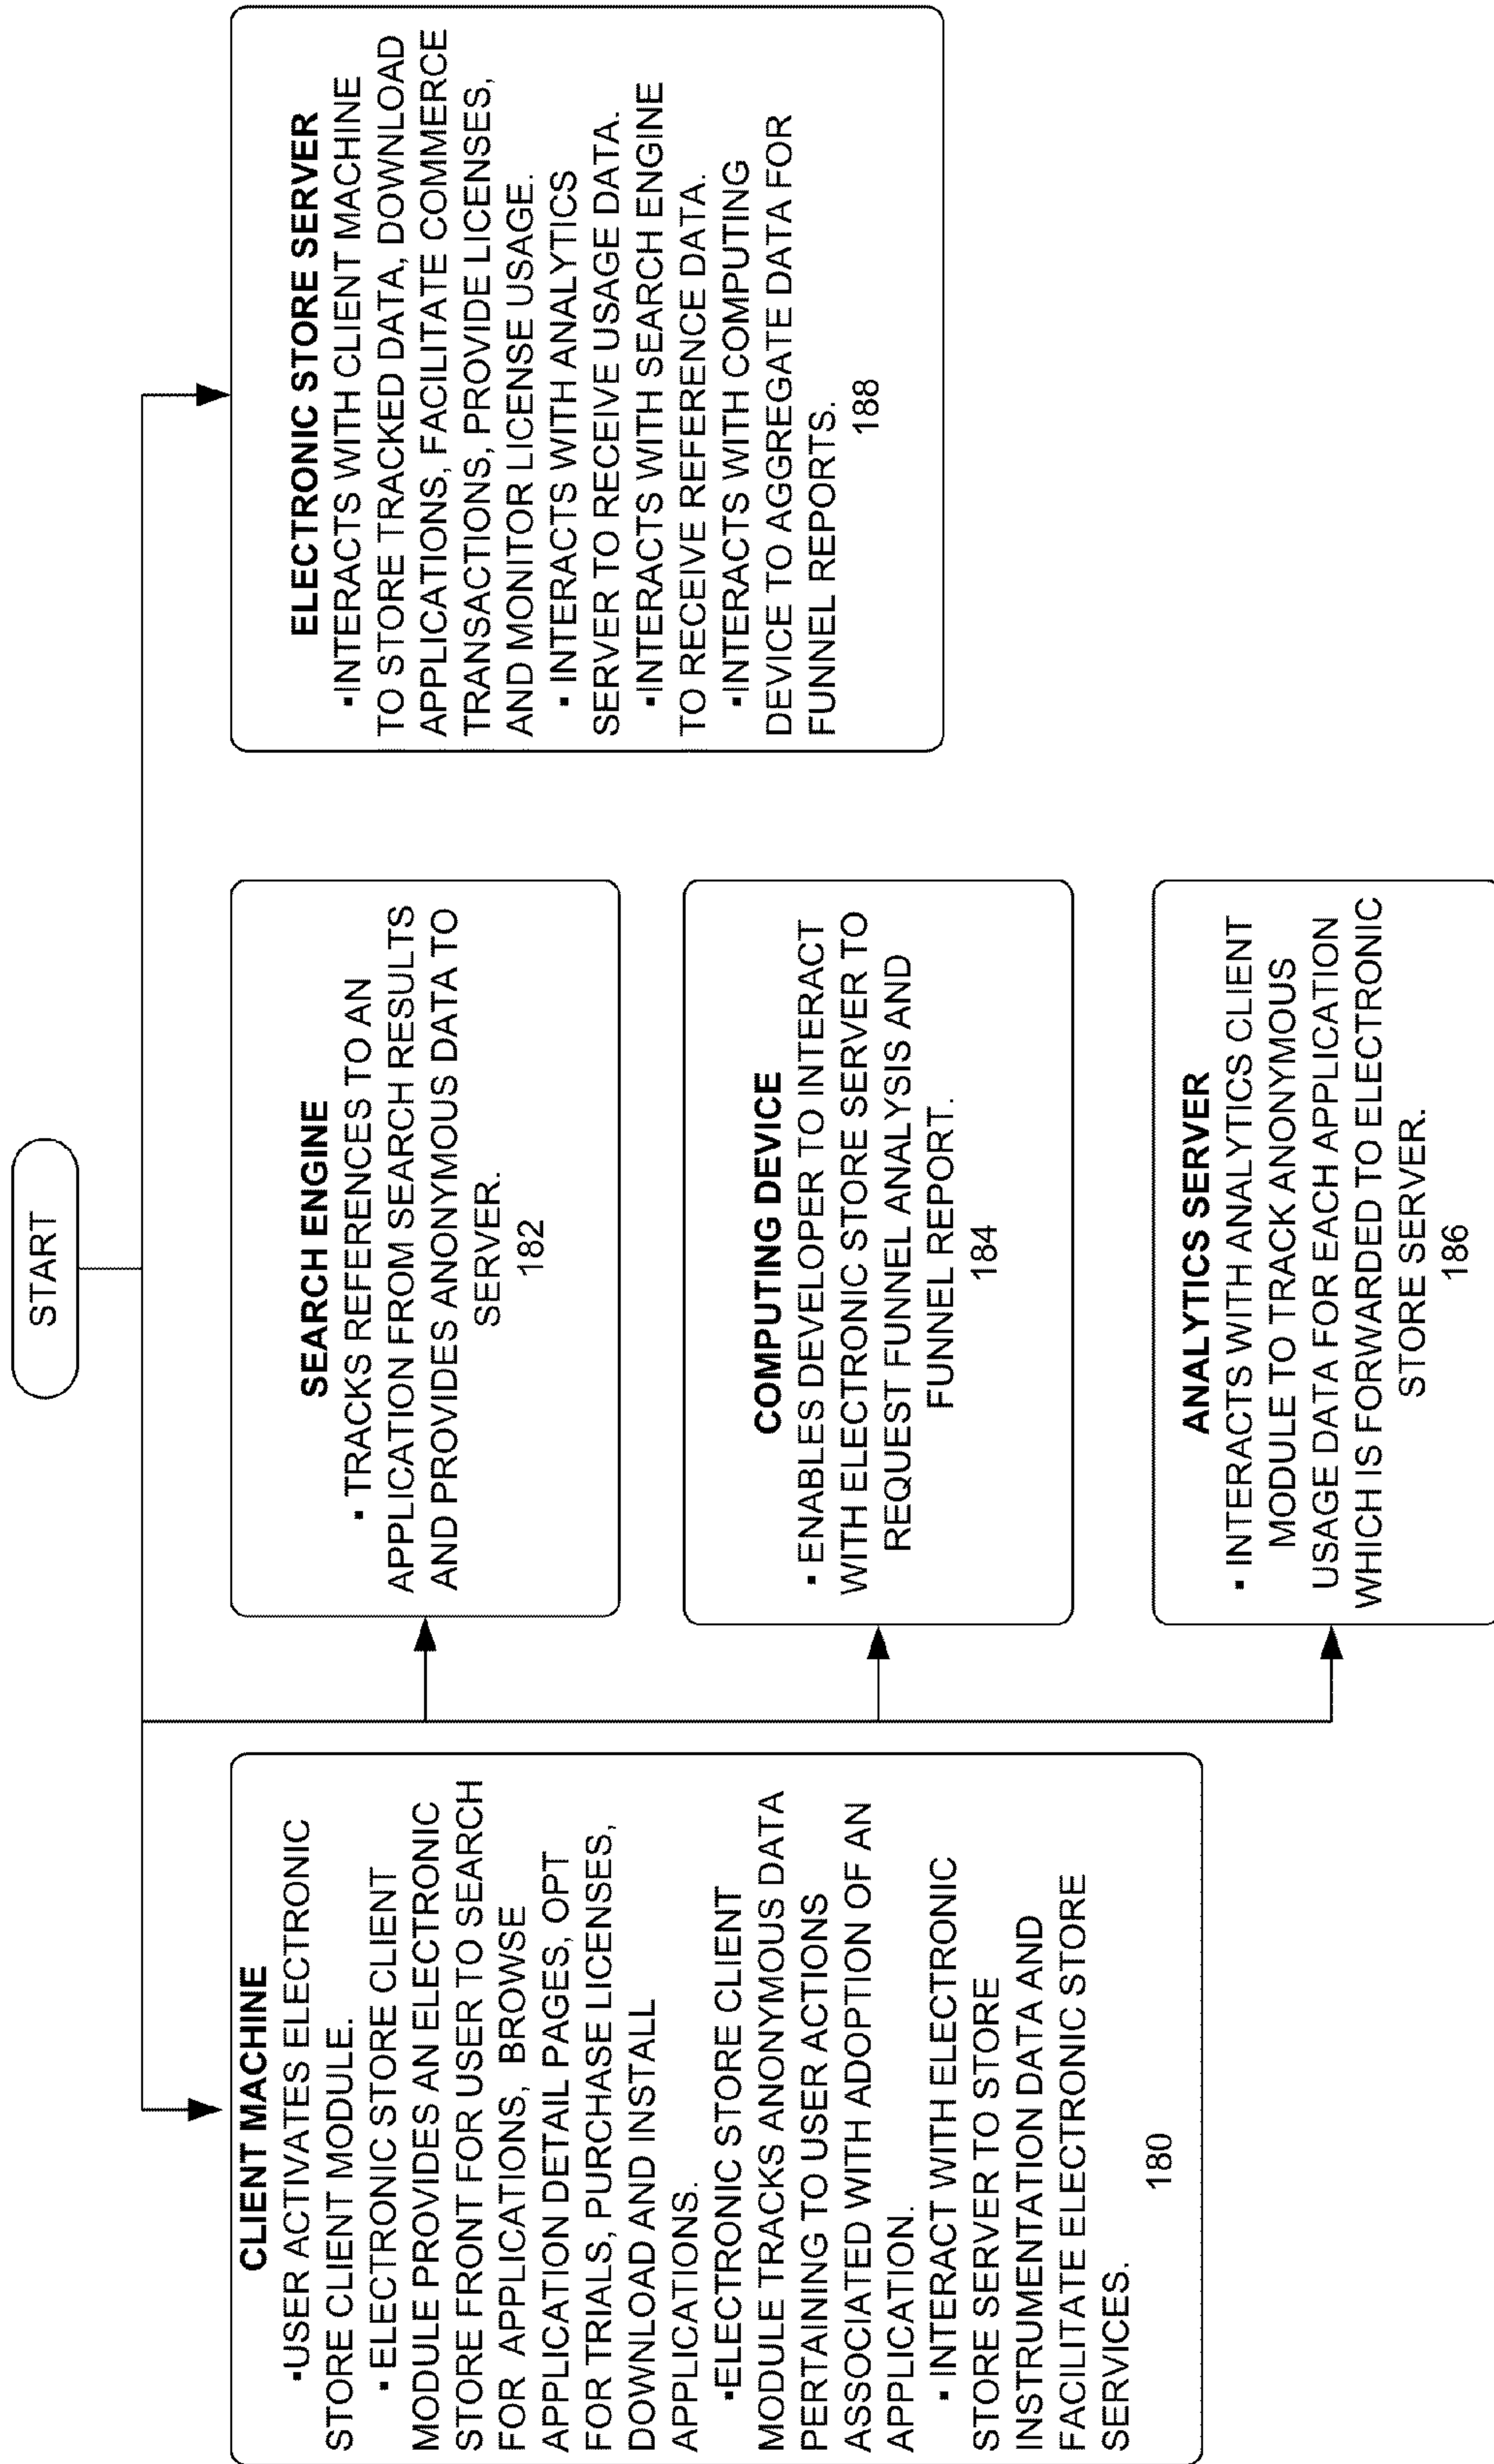 START
CLIENT MACHINE
▪USER ACTIVATES ELECTRONIC
STORE CLIENT MODULE.
▪ ELECTRONIC STORE CLIENT
MODULE PROVIDES AN ELECTRONIC
STORE FRONT FOR USER TO SEARCH
FOR APPLICATIONS, BROWSE
APPLICATION DETAIL PAGES, OPT
FOR TRIALS, PURCHASE LICENSES,
DOWNLOAD AND INSTALL
APPLICATIONS.
▪ELECTRONIC STORE CLIENT
MODULE TRACKS ANONYMOUS DATA
PERTAINING TO USER ACTIONS
ASSOCIATED WITH ADOPTION OF AN
APPLICATION.
▪ INTERACT WITH ELECTRONIC
STORE SERVER TO STORE
INSTRUMENTATION DATA AND
FACILITATE ELECTRONIC STORE
SERVICES.
180
SEARCH ENGINE
▪ TRACKS REFERENCES TO AN
APPLICATION FROM SEARCH RESULTS
AND PROVIDES ANONYMOUS DATA TO
SERVER.
182
COMPUTING DEVICE
▪ ENABLES DEVELOPER TO INTERACT
WITH ELECTRONIC STORE SERVER TO
REQUEST FUNNEL ANALYSIS AND
FUNNEL REPORT.
184
ANALYTICS SERVER
▪ INTERACTS WITH ANALYTICS CLIENT
MODULE TO TRACK ANONYMOUS
USAGE DATA FOR EACH APPLICATION
WHICH IS FORWARDED TO ELECTRONIC
STORE SERVER.
186
ELECTRONIC STORE SERVER
▪INTERACTS WITH CLIENT MACHINE
TO STORE TRACKED DATA, DOWNLOAD
APPLICATIONS, FACILITATE COMMERCE
TRANSACTIONS, PROVIDE LICENSES,
AND MONITOR LICENSE USAGE.
▪ INTERACTS WITH ANALYTICS
SERVER TO RECEIVE USAGE DATA.
▪INTERACTS WITH SEARCH ENGINE
TO RECEIVE REFERENCE DATA.
▪INTERACTS WITH COMPUTING
DEVICE TO AGGREGATE DATA FOR
FUNNEL REPORTS.
188